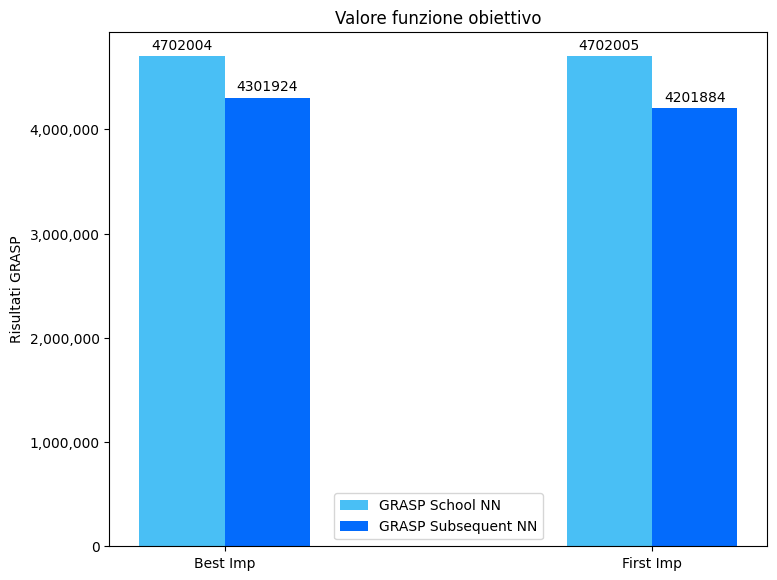 Valore funzione obiettivo
4702004
4301924
4702005
4201884
Risultati GRASP
4,000,000
3,000,000
2,000,000
1,000,000
0
GRASP School NN
GRASP Subsequent NN
Best Imp
First Imp